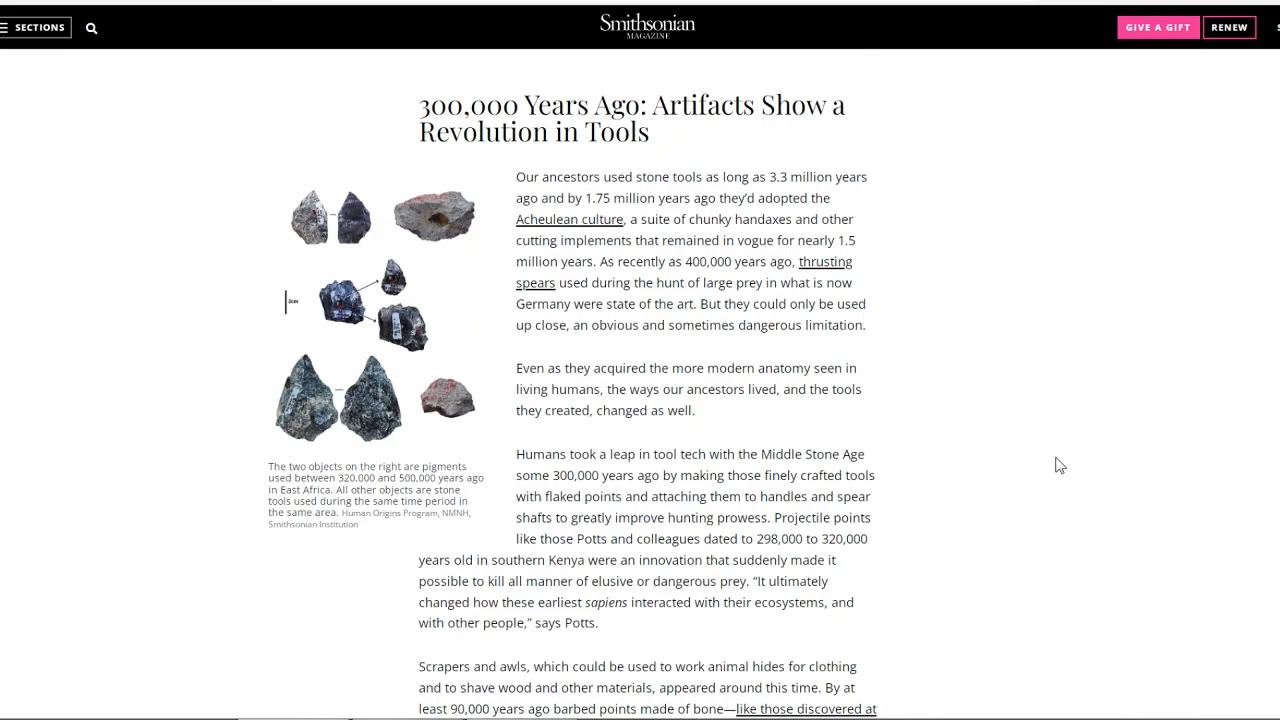 SECTIONS
Smithsonian
MAGAZINE
GIVE A GIFT
RENEW
300,000 Years Ago: Artifacts Show a
Revolution in Tools
Our ancestors used stone tools as long as 3.3 million years
ago and by 1.75 million years ago they’d adopted the
Acheulean culture, a suite of chunky handaxes and other
cutting implements that remained in vogue for nearly 1.5
million years. As recently as 400,000 years ago, thrusting
spears used during the hunt of large prey in what is now
Germany were state of the art. But they could only be used
up close, an obvious and sometimes dangerous limitation.
Even as they acquired the more modern anatomy seen in
living humans, the ways our ancestors lived, and the tools
they created, changed as well.
2cm
The two objects on the right are pigments
used between 320,000 and 500,000 years ago
in East Africa. All other objects are stone
tools used during the same time period in
the same area. Human Origins Program, NMNH,
Smithsonian Institution
Humans took a leap in tool tech with the Middle Stone Age
some 300,000 years ago by making those finely crafted tools
with flaked points and attaching them to handles and spear
shafts to greatly improve hunting prowess. Projectile points
like those Potts and colleagues dated to 298,000 to 320,000
years old in southern Kenya were an innovation that suddenly made it
possible to kill all manner of elusive or dangerous prey. “It ultimately
changed how these earliest sapiens interacted with their ecosystems, and
with other people,” says Potts.
Scrapers and awls, which could be used to work animal hides for clothing
and to shave wood and other materials, appeared around this time. By at
least 90,000 years ago barbed points made of bone—like those discovered at